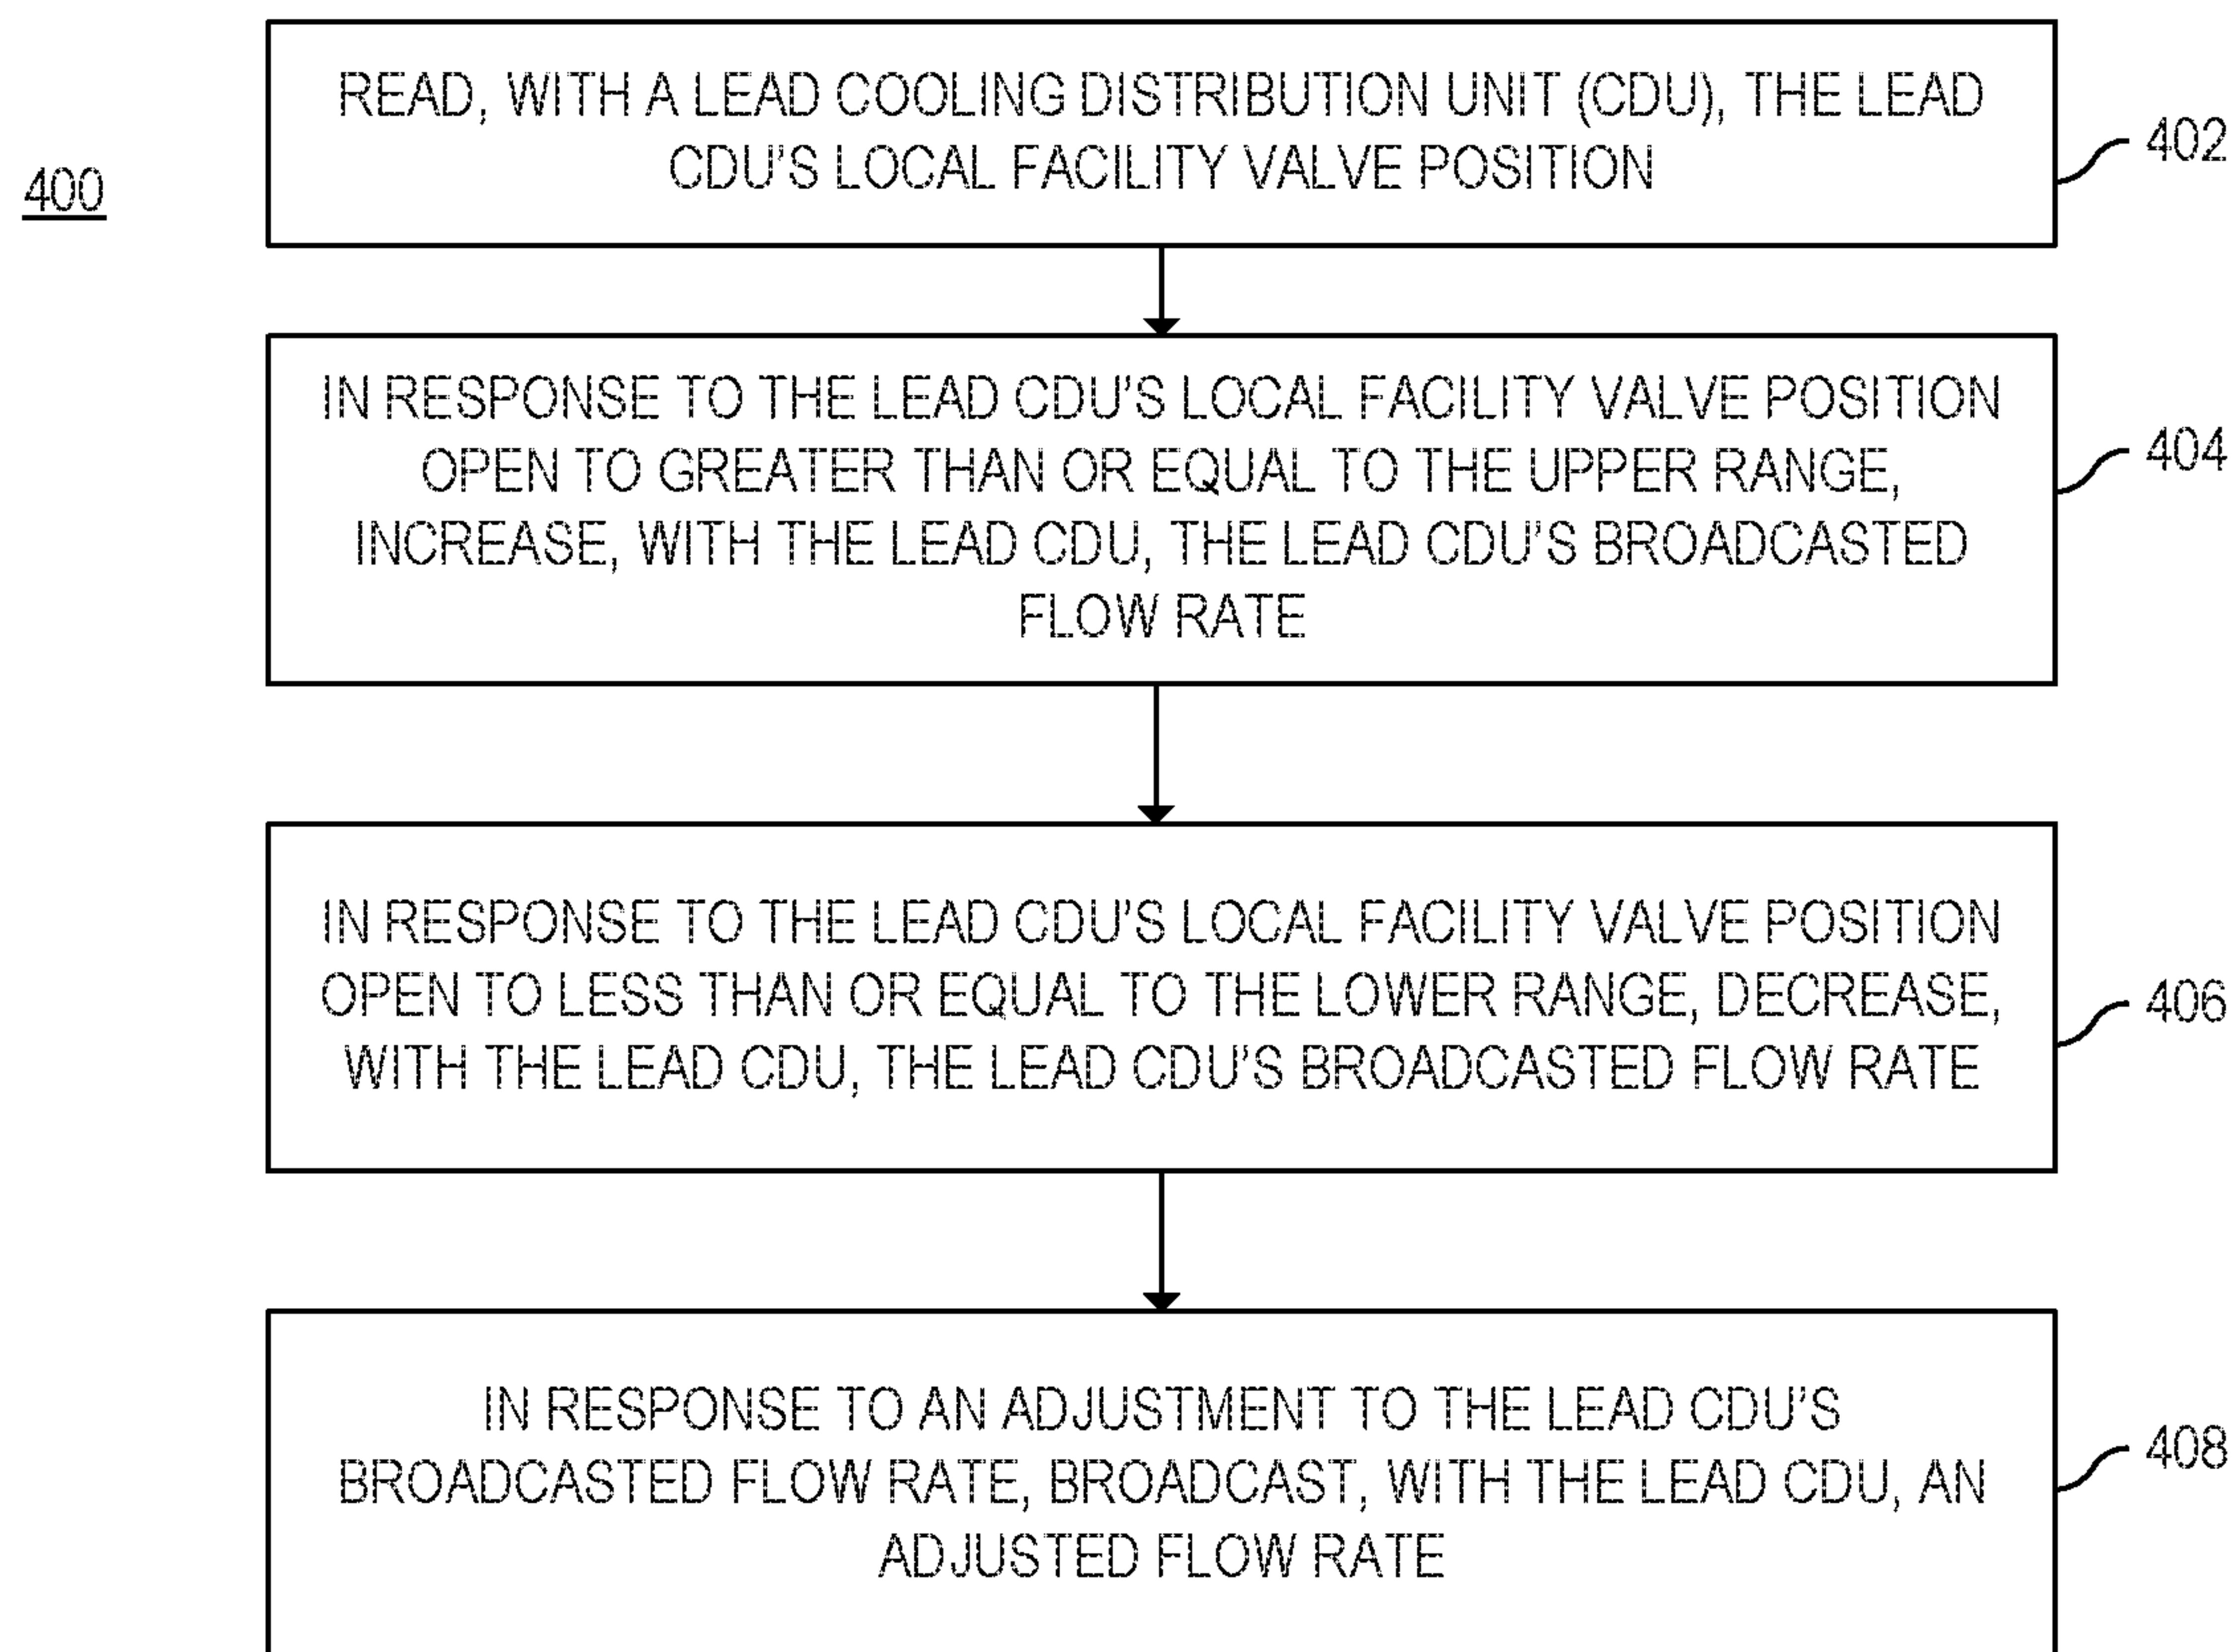 400
READ, WITH A LEAD COOLING DISTRIBUTION UNIT (CDU), THE LEAD
CDU'S LOCAL FACILITY VALVE POSITION
402
IN RESPONSE TO THE LEAD CDU'S LOCAL FACILITY VALVE POSITION
OPEN TO GREATER THAN OR EQUAL TO THE UPPER RANGE,
INCREASE, WITH THE LEAD CDU, THE LEAD CDU'S BROADCASTED
FLOW RATE
404
IN RESPONSE TO THE LEAD CDU'S LOCAL FACILITY VALVE POSITION
OPEN TO LESS THAN OR EQUAL TO THE LOWER RANGE, DECREASE,
WITH THE LEAD CDU, THE LEAD CDU'S BROADCASTED FLOW RATE
406
IN RESPONSE TO AN ADJUSTMENT TO THE LEAD CDU'S
BROADCASTED FLOW RATE, BROADCAST, WITH THE LEAD CDU, AN
ADJUSTED FLOW RATE
408